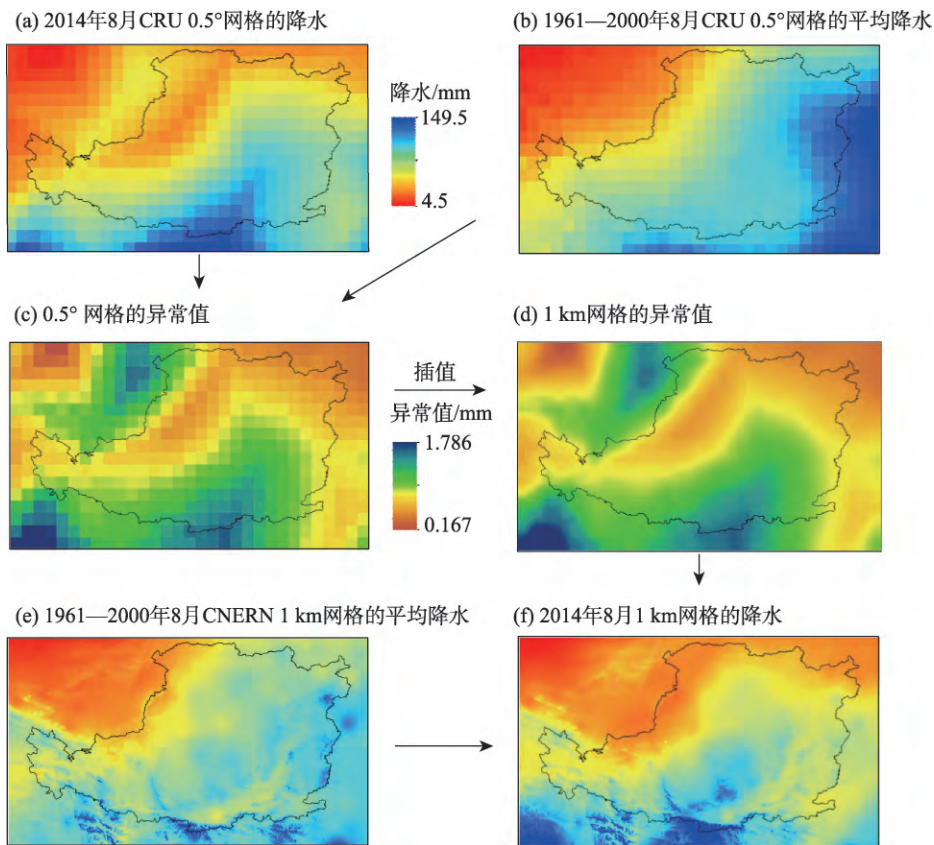 (a) 2014年8月CRU 0.5°网格的降水
(b) 1961—2000年8月CRU 0.5°网格的平均降水
降水/mm
149.5
4.5
(c) 0.5° 网格的异常值
(d) 1 km网格的异常值
插值
异常值/mm
1.786
0.167
(e) 1961—2000年8月CNERN 1 km网格的平均降水
(f) 2014年8月1 km网格的降水